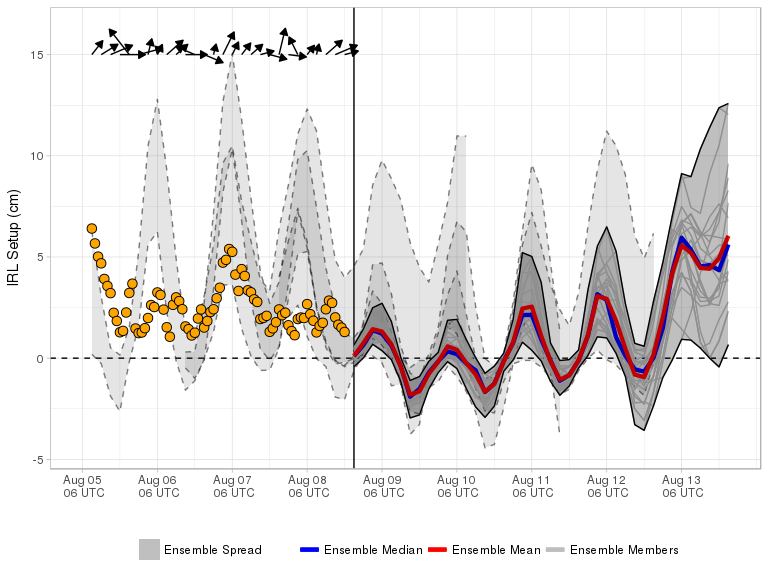 IRL Setup (cm)
15
10
5
0
-5
Aug 05 Aug 06 Aug 07 Aug 08 Aug 09 Aug 10 Aug 11 Aug 12 Aug 13
06 UTC 06 UTC 06 UTC 06 UTC 06 UTC 06 UTC 06 UTC 06 UTC 06 UTC
Ensemble Spread Ensemble Median Ensemble Mean Ensemble Members